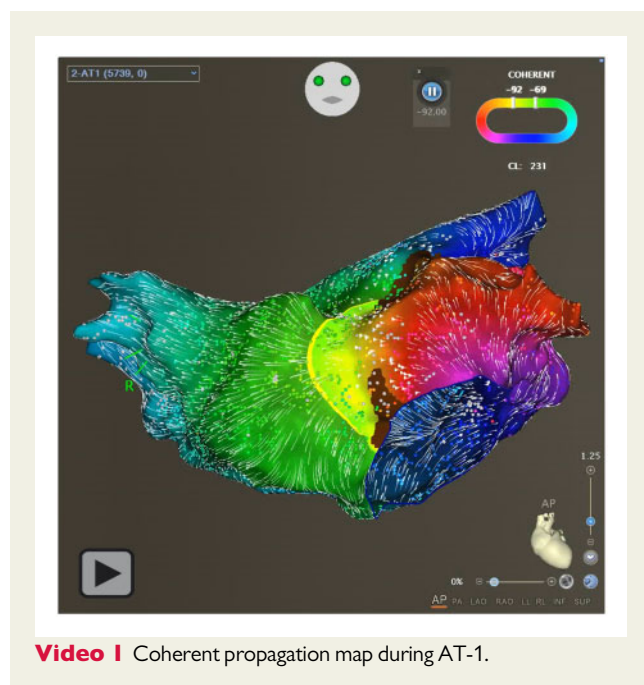 2-AT1 (5739, 0)
COHERENT
-92 -69
-92.00
CL: 231
R
1.25
AP
0%
AP PA LAO RAO LL RL INF SUP
Video 1 Coherent propagation map during AT-1.